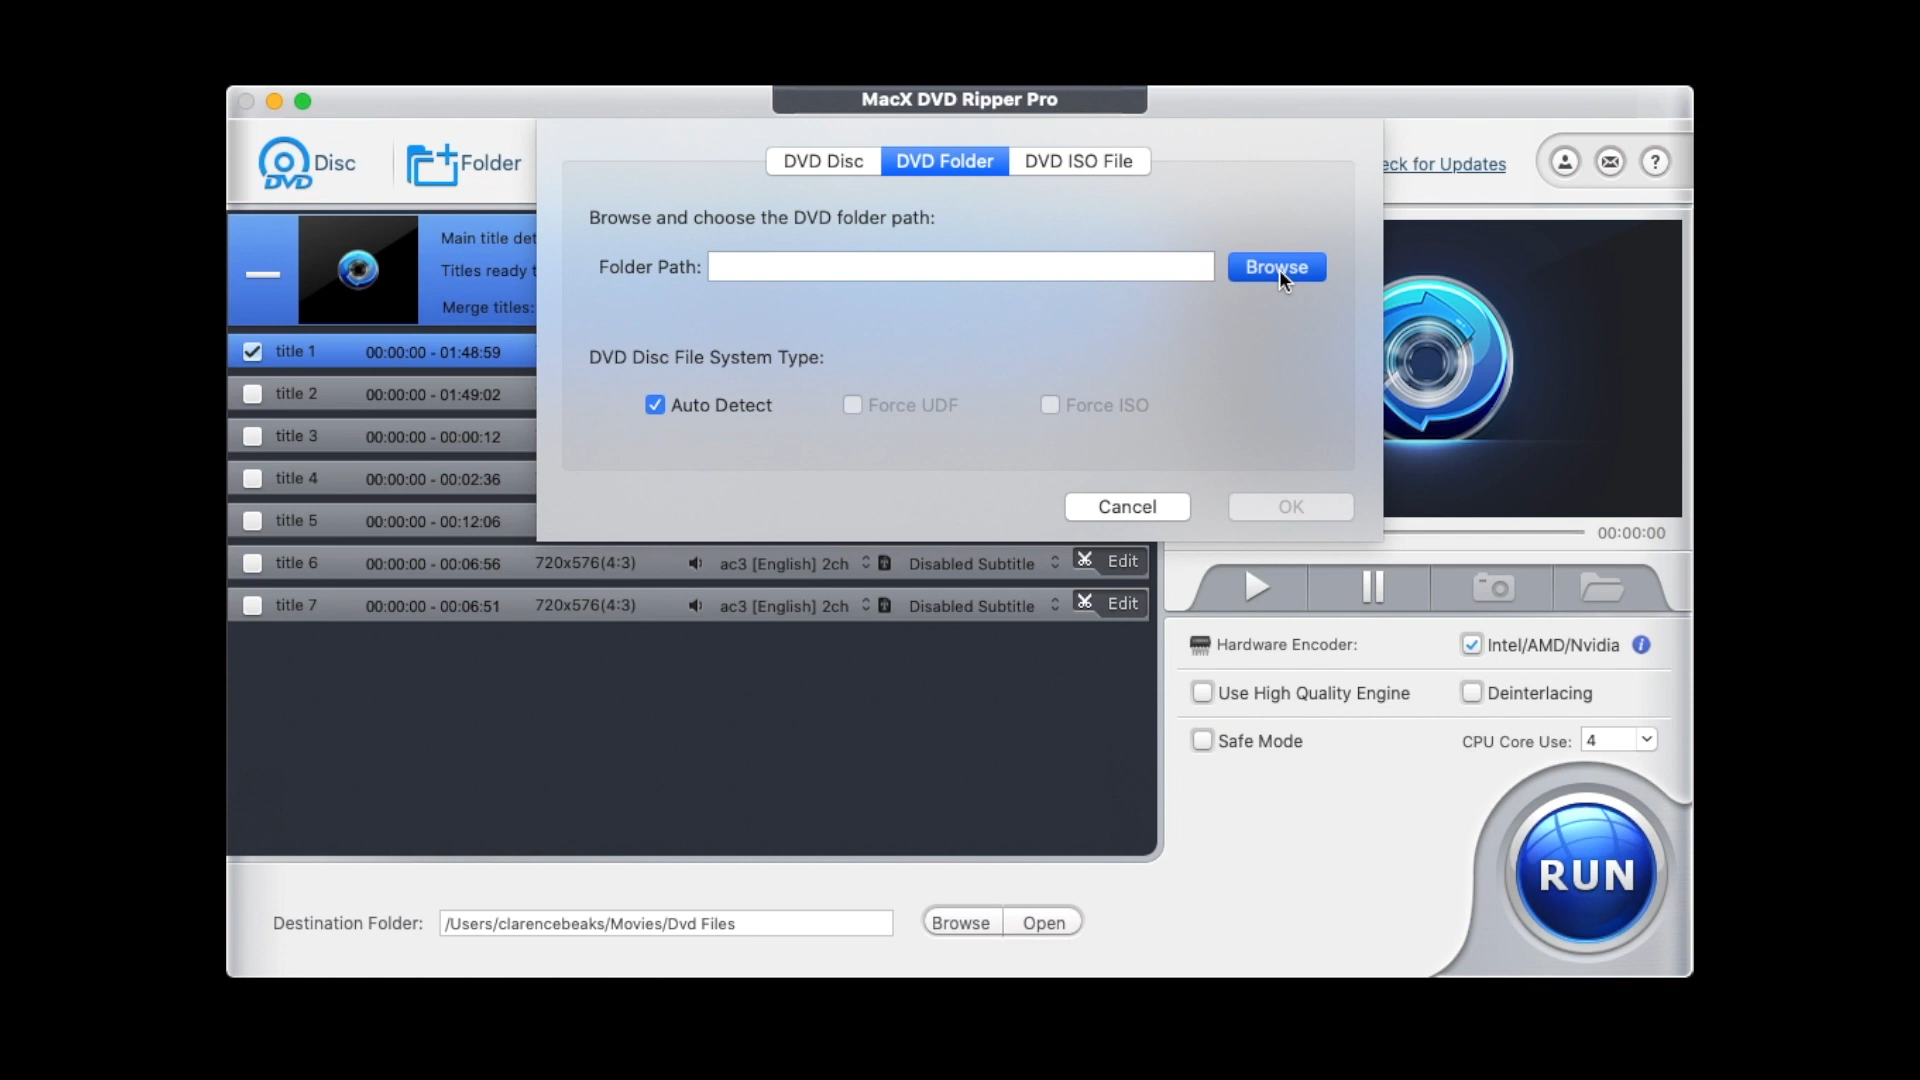 MacX DVD Ripper Pro
DVD Disc
Folder
eck for Updates
?
DVD Disc DVD Folder DVD ISO File
Browse and choose the DVD folder path:
Folder Path: Browse
DVD Disc File System Type:
Auto Detect Force UDF Force ISO
Cancel OK
Main title det
Titles ready t
Merge titles:
title 1 00:00:00 - 01:48:59
title 2 00:00:00 - 01:49:02
title 3 00:00:00 - 00:00:12
title 4 00:00:00 - 00:02:36
title 5 00:00:00 - 00:12:06
title 6 00:00:00 - 00:06:56 720x576(4:3) ac3 [English] 2ch Disabled Subtitle Edit
title 7 00:00:00 - 00:06:51 720x576(4:3) ac3 [English] 2ch Disabled Subtitle Edit
00:00:00
Hardware Encoder: Intel/AMD/Nvidia i
Use High Quality Engine Deinterlacing
Safe Mode CPU Core Use: 4
RUN
Destination Folder: /Users/clarencebeaks/Movies/Dvd Files Browse Open